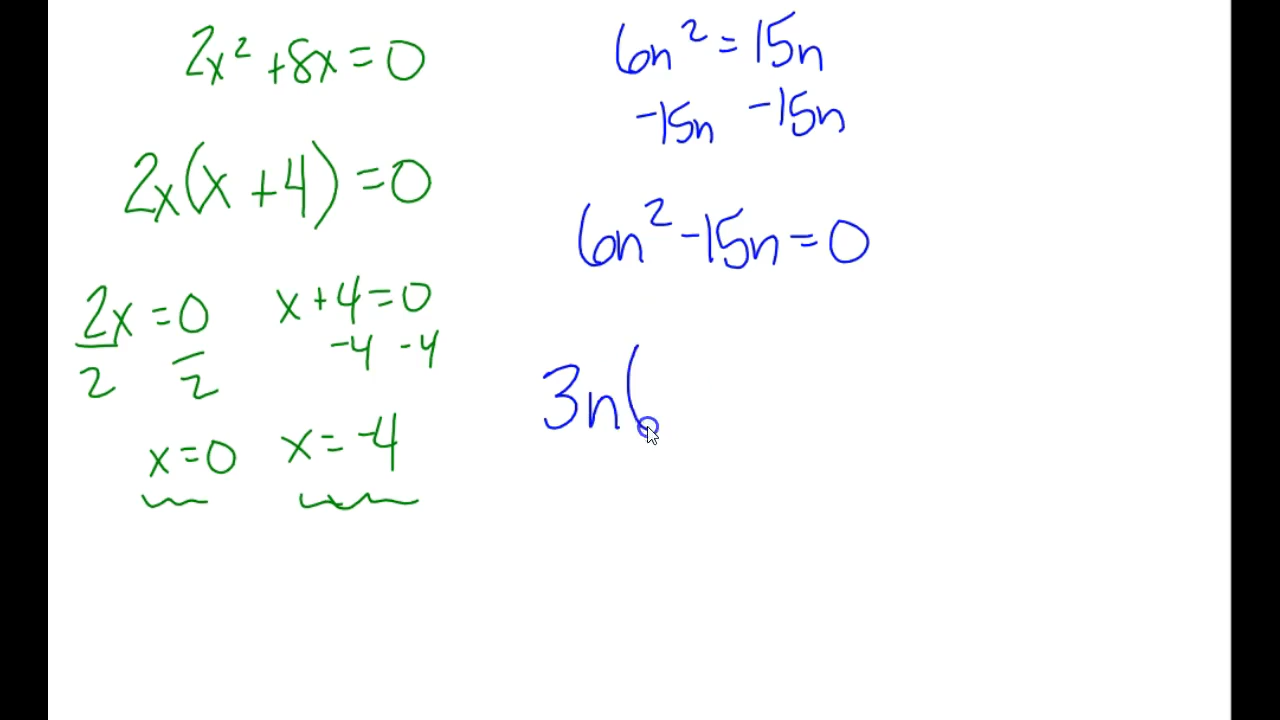 2x² + 8x = 0
2x(x + 4) = 0
2x = 0   x + 4 = 0
2   2   -4   -4
x = 0   x = -4
6n² = 15n
-15n   -15n
6n² - 15n = 0
3n(